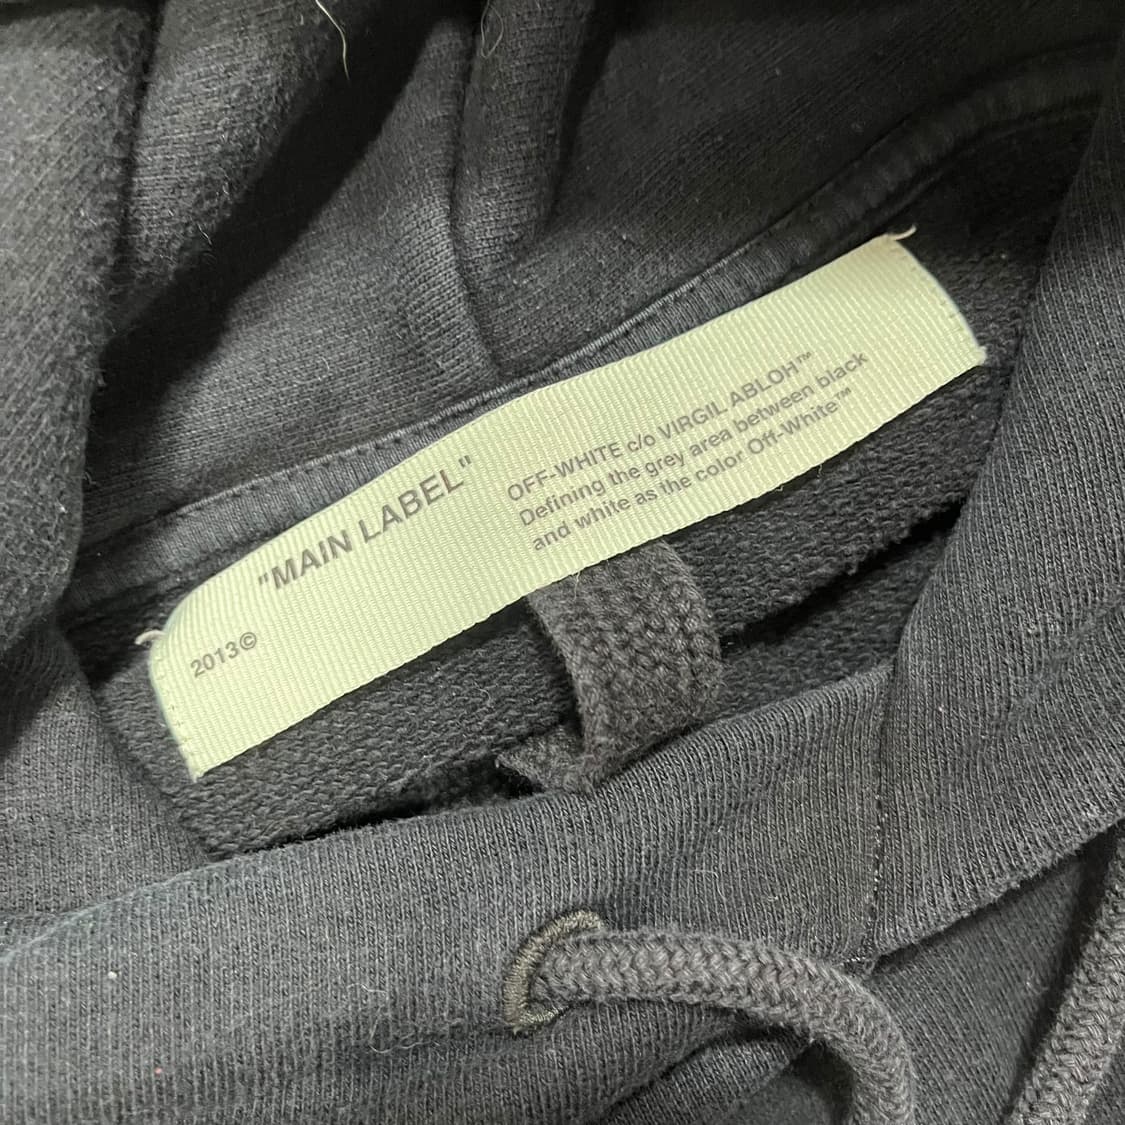 "MAIN LABEL"
2013©
OFF-WHITE c/o VIRGIL ABLOH™
Defining the grey area between black
and white as the color Off-White™